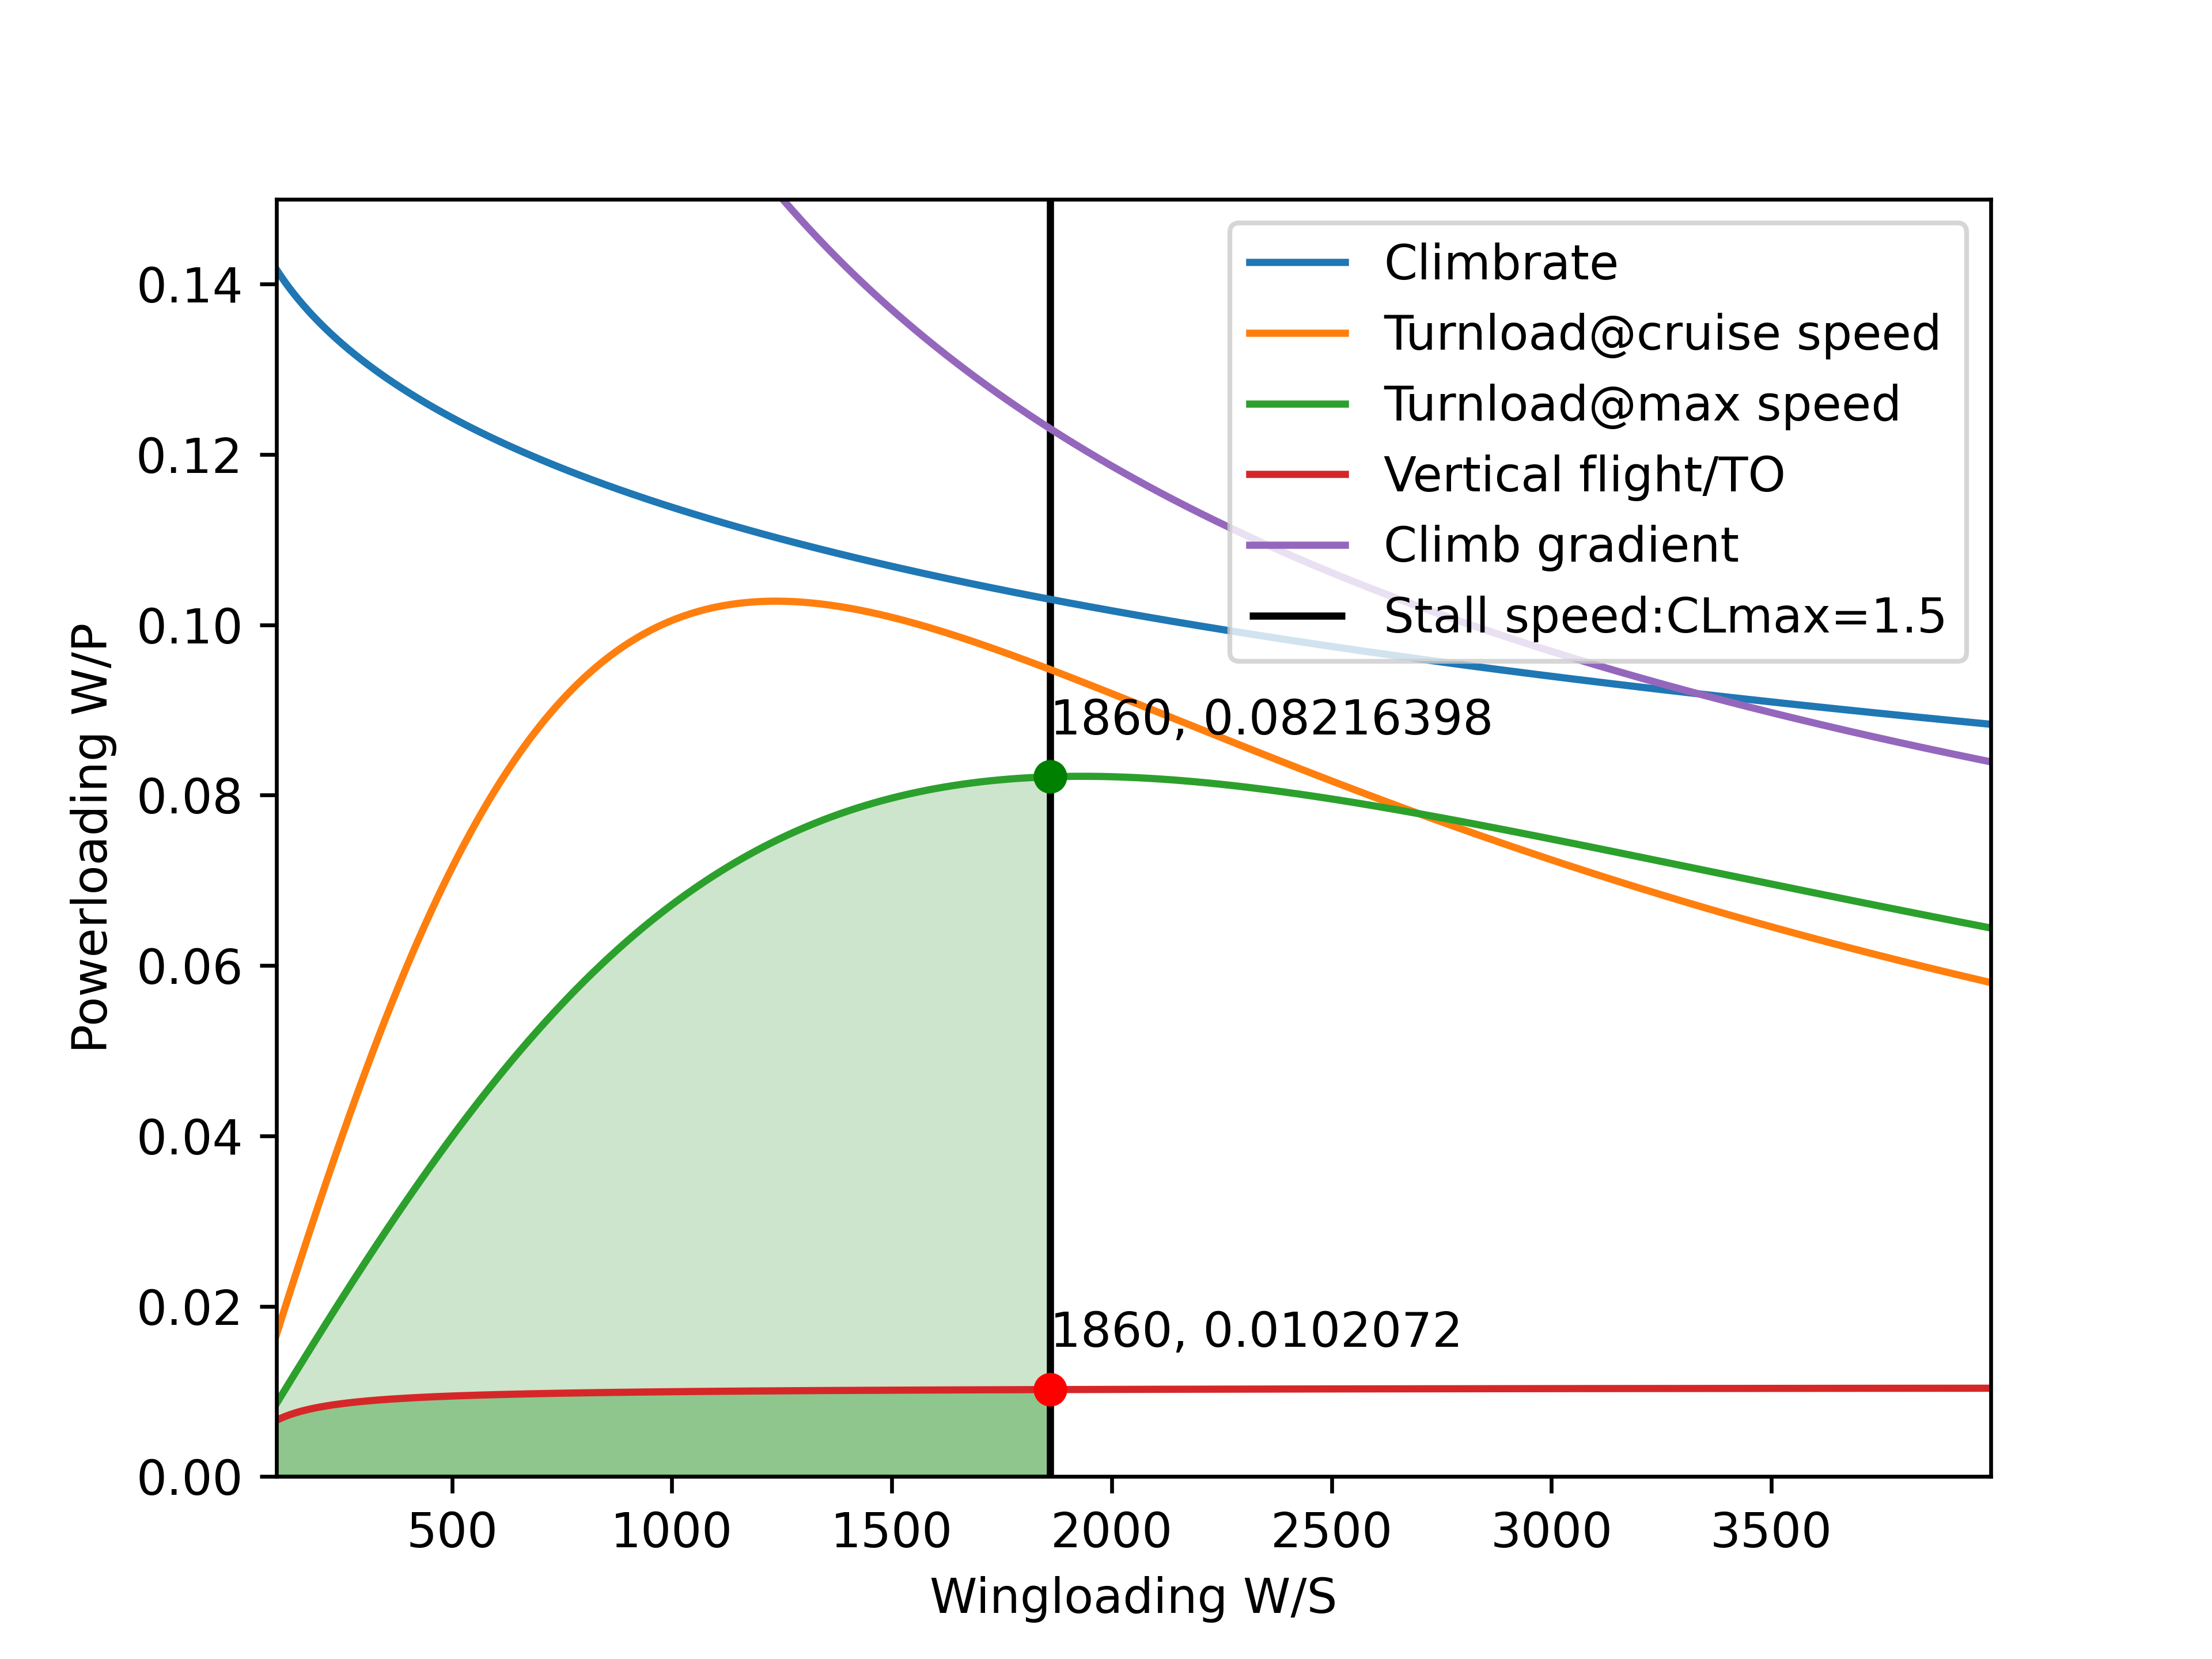 Climbrate
Turnload@cruise speed
Turnload@max speed
Vertical flight/TO
Climb gradient
Stall speed:CLmax=1.5
0.14
0.12
0.10
0.08
0.06
0.04
0.02
0.00
Powerloading W/P
1860, 0.08216398
1860, 0.0102072
500 1000 1500 2000 2500 3000 3500
Wingloading W/S